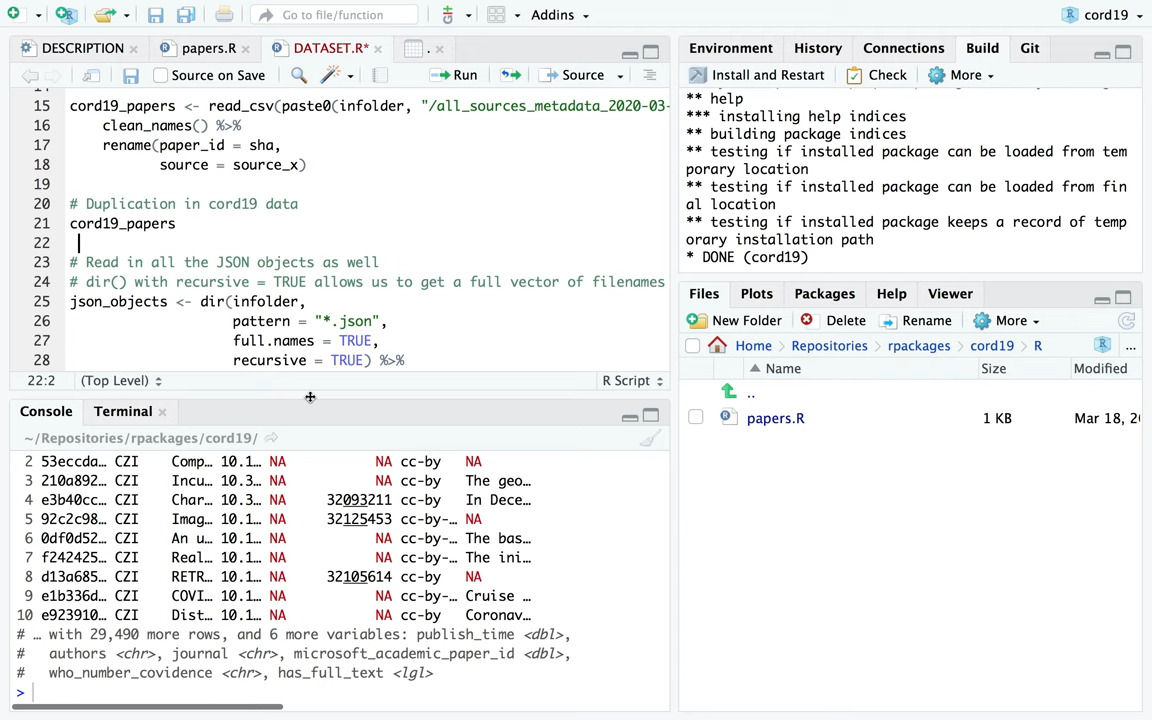 Go to file/function
Addins
cord19
DESCRIPTION
papers.R
DATASET.R*
.
Source on Save
Run
Source
15 cord19_papers <- read_csv(paste0(infolder, "/all_sources_metadata_2020-03-
16 clean_names() %>%
17 rename(paper_id = sha,
18 source = source_x)
19
20 # Duplication in cord19 data
21 cord19_papers
22
23 # Read in all the JSON objects as well
24 # dir() with recursive = TRUE allows us to get a full vector of filenames
25 json_objects <- dir(infolder,
26 pattern = "*.json",
27 full.names = TRUE,
28 recursive = TRUE) %>%
22:2 (Top Level) R Script
Console Terminal
~/Repositories/rpackages/cord19/
2 53eccda… CZI Comp… 10.1… NA NA cc-by NA
3 210a892… CZI Incu… 10.3… NA NA cc-by The geo…
4 e3b40cc… CZI Char… 10.1… NA 32093211 cc-by In Dece…
5 92c2c98… CZI Imag… 10.1… NA 32125453 cc-by-… NA
6 0df0d52… CZI An u… 10.1… NA NA cc-by-… The bas…
7 f242425… CZI Real… 10.1… NA NA cc-by-… The ini…
8 d13a685… CZI RETR… 10.1… NA 32105614 cc-by NA
9 e1b336d… CZI COVI… 10.1… NA NA cc-by-… Cruise …
10 e923910… CZI Dist… 10.1… NA NA cc-by Coronav…
# … with 29,490 more rows, and 6 more variables: publish_time <dbl>,
# authors <chr>, journal <chr>, microsoft_academic_paper_id <dbl>,
# who_number_covidence <chr>, has_full_text <lgl>
>
Environment History Connections Build Git
Install and Restart Check More
** help
*** installing help indices
** building package indices
** testing if installed package can be loaded from tem
porary location
** testing if installed package can be loaded from fin
al location
** testing if installed package keeps a record of temp
orary installation path
* DONE (cord19)
Files Plots Packages Help Viewer
New Folder Delete Rename More
Home Repositories rpackages cord19 R ...
Name Size Modified
..
papers.R 1 KB Mar 18, 2